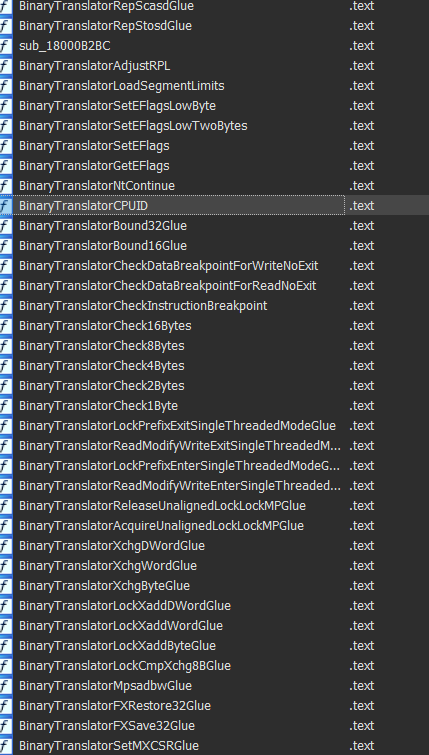 BinaryTranslatorRepScasdGlue .text
BinaryTranslatorRepStosdGlue .text
sub_18000B2BC .text
BinaryTranslatorAdjustRPL .text
BinaryTranslatorLoadSegmentLimits .text
BinaryTranslatorSetEFlagsLowByte .text
BinaryTranslatorSetEFlagsLowTwoBytes .text
BinaryTranslatorSetEFlags .text
BinaryTranslatorGetEFlags .text
BinaryTranslatorNtContinue .text
BinaryTranslatorCPUID .text
BinaryTranslatorBound32Glue .text
BinaryTranslatorBound16Glue .text
BinaryTranslatorCheckDataBreakpointForWriteNoExit .text
BinaryTranslatorCheckDataBreakpointForReadNoExit .text
BinaryTranslatorCheckInstructionBreakpoint .text
BinaryTranslatorCheck16Bytes .text
BinaryTranslatorCheck8Bytes .text
BinaryTranslatorCheck4Bytes .text
BinaryTranslatorCheck2Bytes .text
BinaryTranslatorCheck1Byte .text
BinaryTranslatorLockPrefixExitSingleThreadedModeGlue .text
BinaryTranslatorReadModifyWriteExitSingleThreadedM... .text
BinaryTranslatorLockPrefixEnterSingleThreadedModeG... .text
BinaryTranslatorReadModifyWriteEnterSingleThreaded... .text
BinaryTranslatorReleaseUnalignedLockLockMPGlue .text
BinaryTranslatorAcquireUnalignedLockLockMPGlue .text
BinaryTranslatorXchgDWordGlue .text
BinaryTranslatorXchgWordGlue .text
BinaryTranslatorXchgByteGlue .text
BinaryTranslatorLockXaddDWordGlue .text
BinaryTranslatorLockXaddWordGlue .text
BinaryTranslatorLockXaddByteGlue .text
BinaryTranslatorLockCmpXchg8BGlue .text
BinaryTranslatorMpsadbwGlue .text
BinaryTranslatorFXRestore32Glue .text
BinaryTranslatorFXSave32Glue .text
BinaryTranslatorSetMXCSRGlue .text